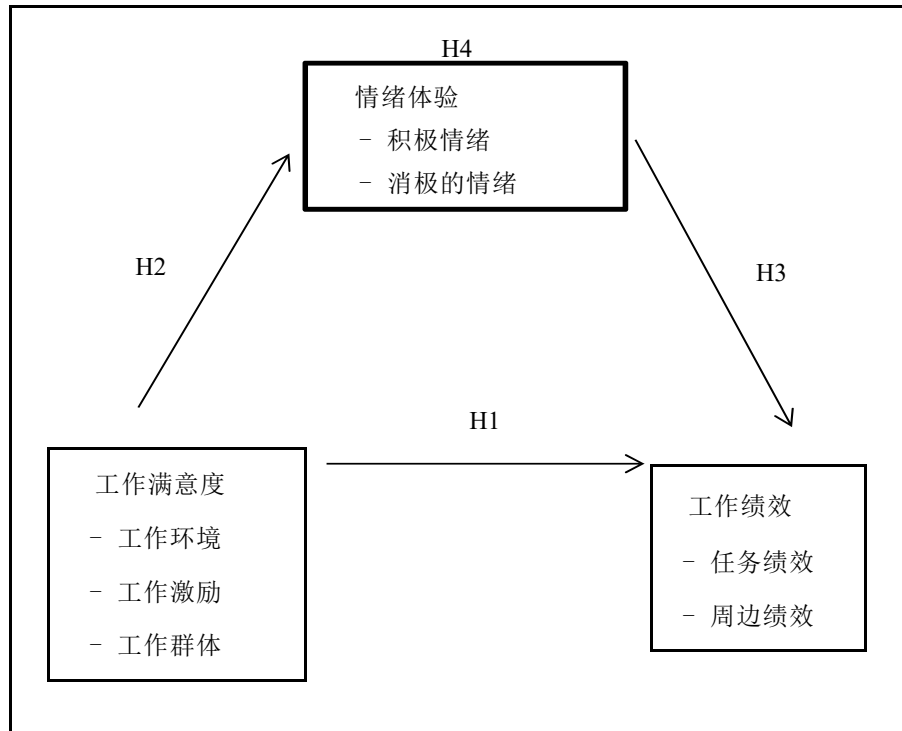 H4
情绪体验
- 积极情绪
- 消极的情绪
H2
H3
H1
工作满意度
- 工作环境
- 工作激励
- 工作群体
工作绩效
- 任务绩效
- 周边绩效